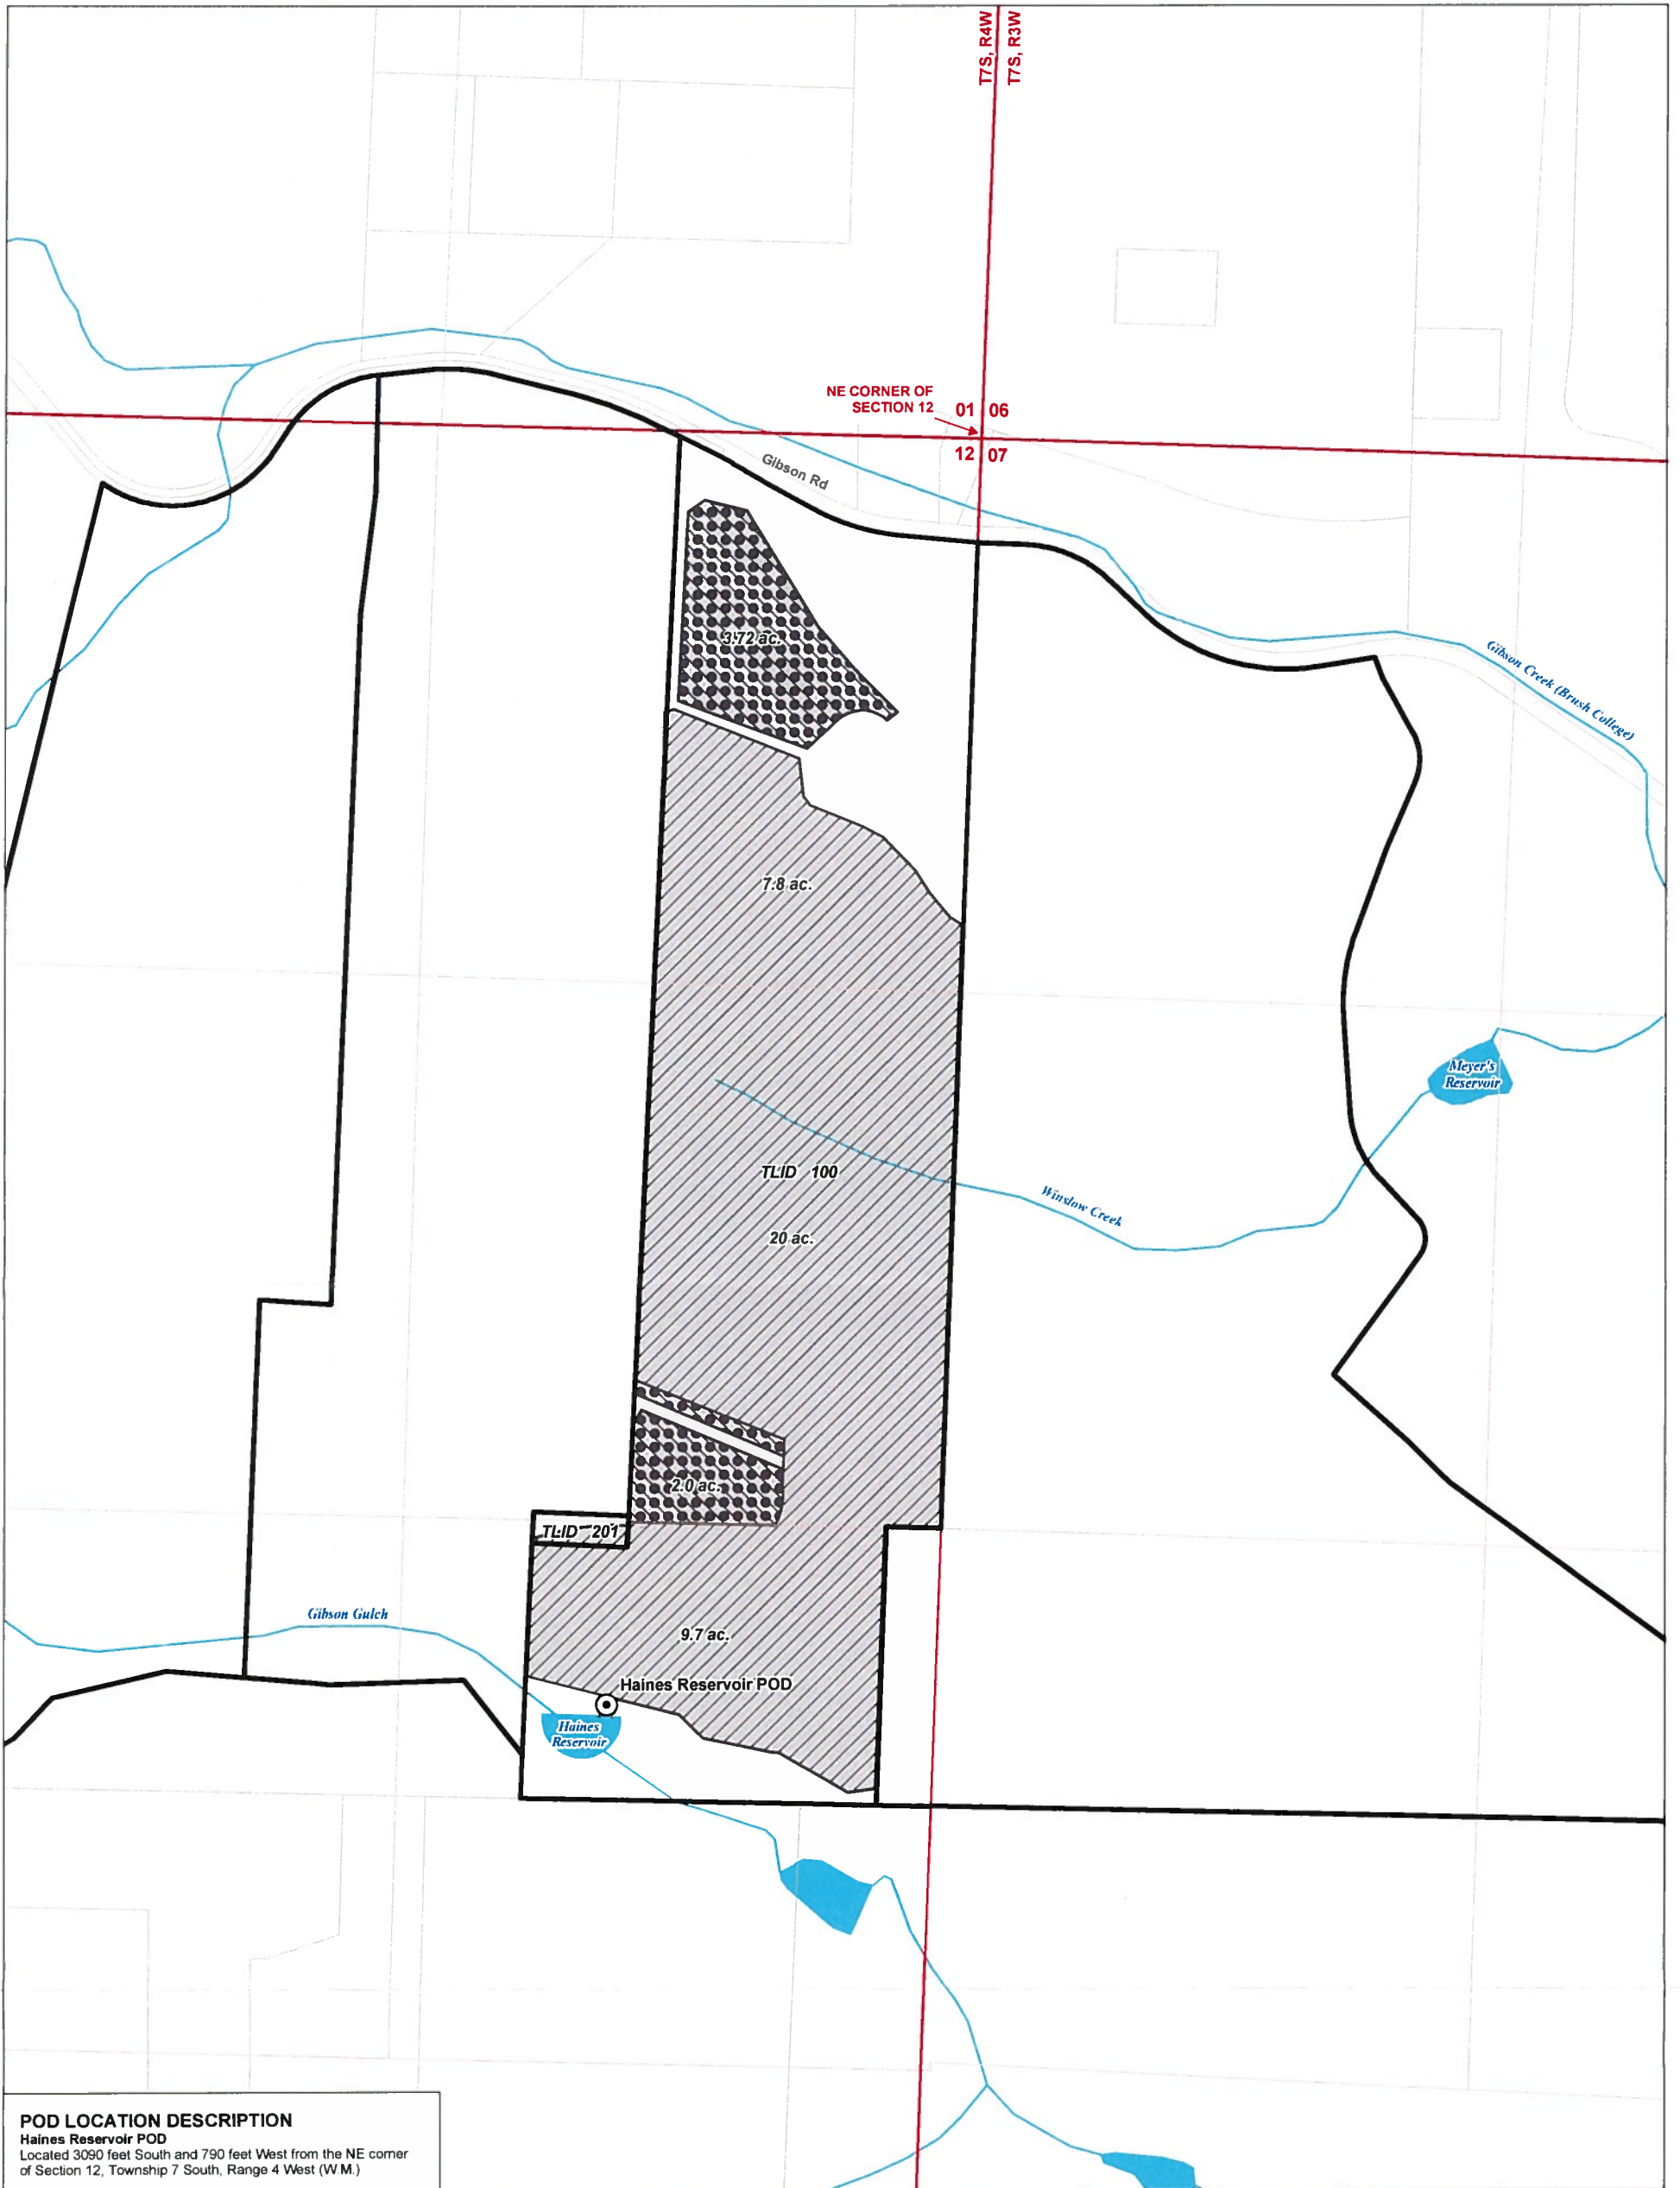 T7S, R4W
T7S, R3W
NE CORNER OF
SECTION 12
01 06
12 07
Gibson Rd
3.72 ac.
Gibson Creek (Brush College)
7.8 ac.
Meyer's
Reservoir
TLID 100
Winslow Creek
20 ac.
2.0 ac.
TLID 201
Gibson Gulch
9.7 ac.
Haines Reservoir POD
Haines
Reservoir
POD LOCATION DESCRIPTION
Haines Reservoir POD
Located 3090 feet South and 790 feet West from the NE corner
of Section 12, Township 7 South, Range 4 West (W.M.)